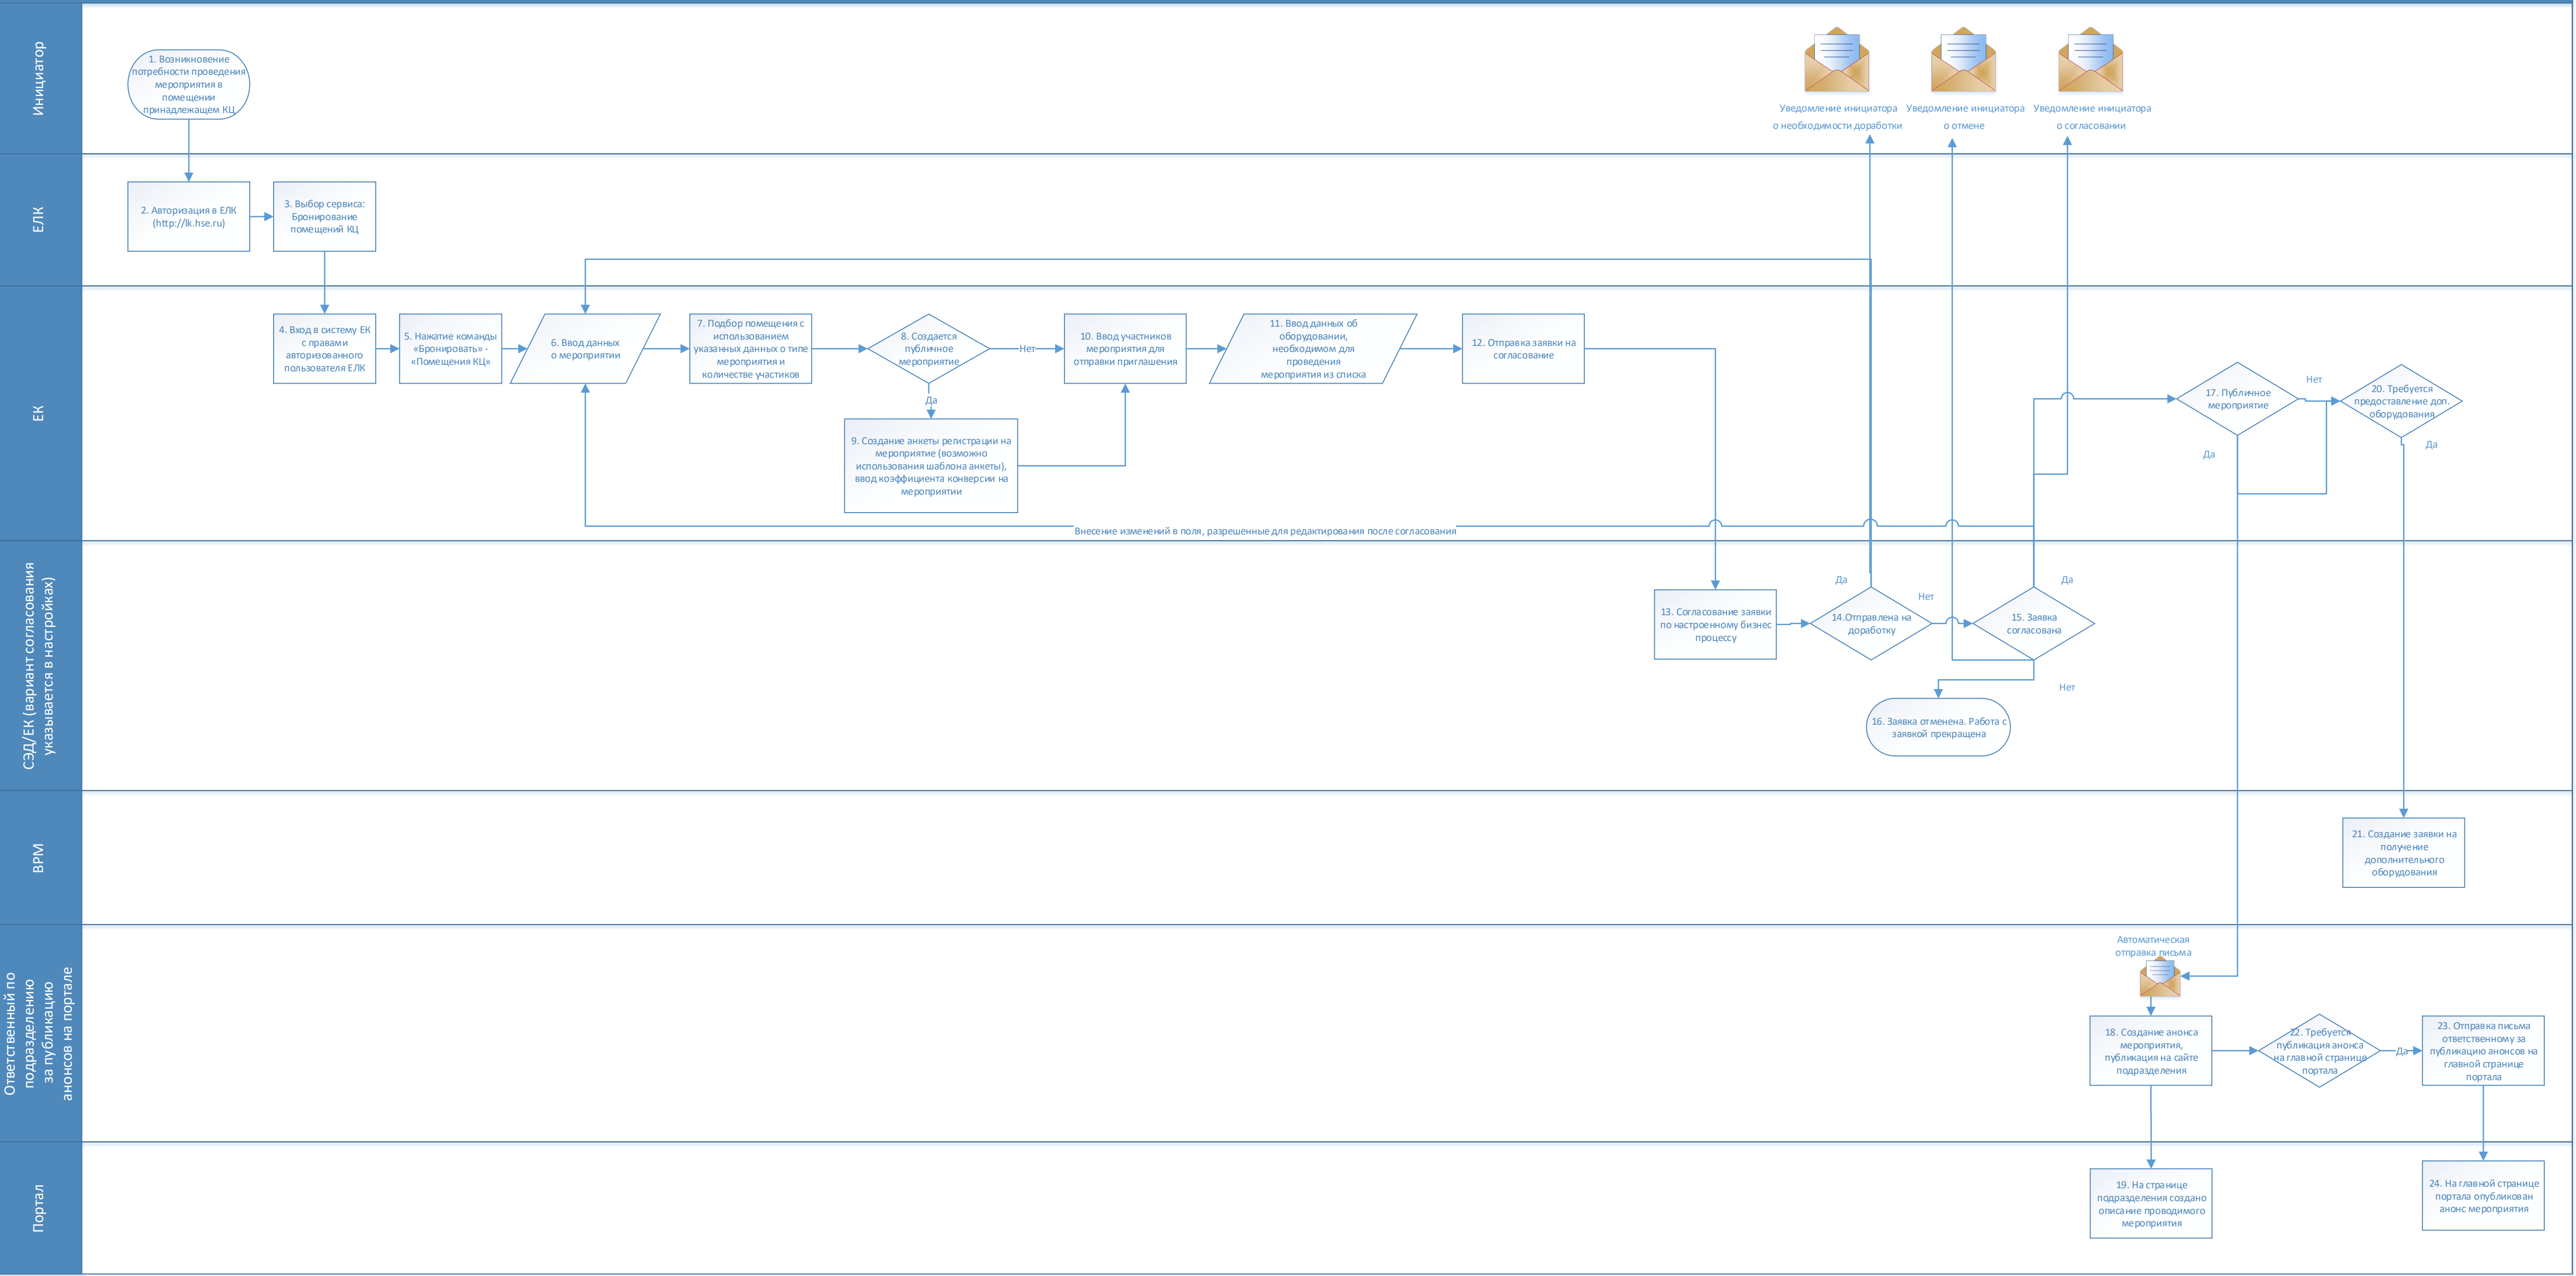 Инициатор
1. Возникновение
потребности проведения
мероприятия в
помещении
принадлежащем КЦ
Уведомление инициатора
о необходимости доработки
Уведомление инициатора
о отмене
Уведомление инициатора
о согласовании
ЕЛК
2. Авторизация в ЕЛК
(http://lk.hse.ru)
3. Выбор сервиса:
Бронирование
помещений КЦ
ЕК
4. Вход в систему ЕК
с правами
авторизованного
пользователя ЕЛК
5. Нажатие команды
«Бронировать» -
«Помещения КЦ»
6. Ввод данных
о мероприятии
7. Подбор помещения с
использованием
указанных данных о типе
мероприятия и
количестве участиков
8. Создается
публичное
мероприятие
Нет
Да
9. Создание анкеты регистрации на
мероприятие (возможно
использования шаблона анкеты),
ввод коэффициента конверсии на
мероприятии
10. Ввод участников
мероприятия для
отправки приглашения
11. Ввод данных об
оборудовании,
необходимом для
проведения
мероприятия из списка
12. Отправка заявки на
согласование
17. Публичное
мероприятие
Нет
Да
20. Требуется
предоставление доп.
оборудования
Да
Внесение изменений в поля, разрешенные для редактирования после согласования
СЭД/ЕК (вариант согласования
указывается в настройках)
13. Согласование заявки
по настроенному бизнес
процессу
Да
14.Отправлена на
доработку
Нет
15. Заявка
согласована
Да
Нет
16. Заявка отменена. Работа с
заявкой прекращена
ВРМ
21. Создание заявки на
получение
дополнительного
оборудования
Ответственный по
подразделению
за публикацию
анонсов на портале
Автоматическая
отправка письма
18. Создание анонса
мероприятия,
публикация на сайте
подразделения
22. Требуется
публикация анонса
на главной странице
портала
Да
23. Отправка письма
ответственному за
публикацию анонсов на
главной странице
портала
Портал
19. На странице
подразделения создано
описание проводимого
мероприятия
24. На главной странице
портала опубликован
анонс мероприятия